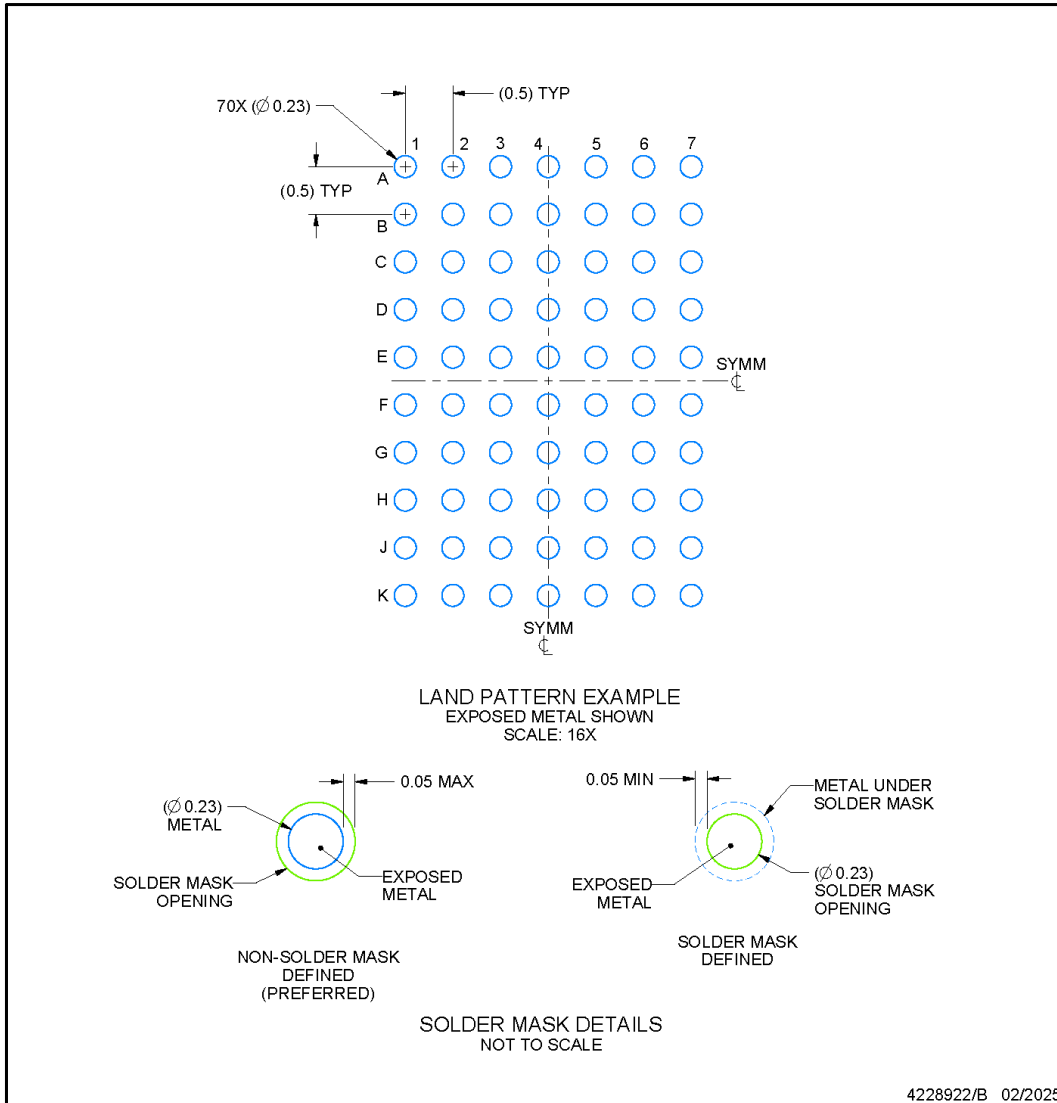 (0.5) TYP
70X (∅ 0.23)
1 2 3 4 5 6 7
A
(0.5) TYP
B
C
D
E
SYMM
℄
F
G
H
J
K
SYMM
℄
LAND PATTERN EXAMPLE
EXPOSED METAL SHOWN
SCALE: 16X
0.05 MAX
(∅ 0.23)
METAL
SOLDER MASK
OPENING
EXPOSED
METAL
NON-SOLDER MASK
DEFINED
(PREFERRED)
0.05 MIN
METAL UNDER
SOLDER MASK
EXPOSED
METAL
(∅ 0.23)
SOLDER MASK
OPENING
SOLDER MASK
DEFINED
SOLDER MASK DETAILS
NOT TO SCALE
4228922/B 02/2025